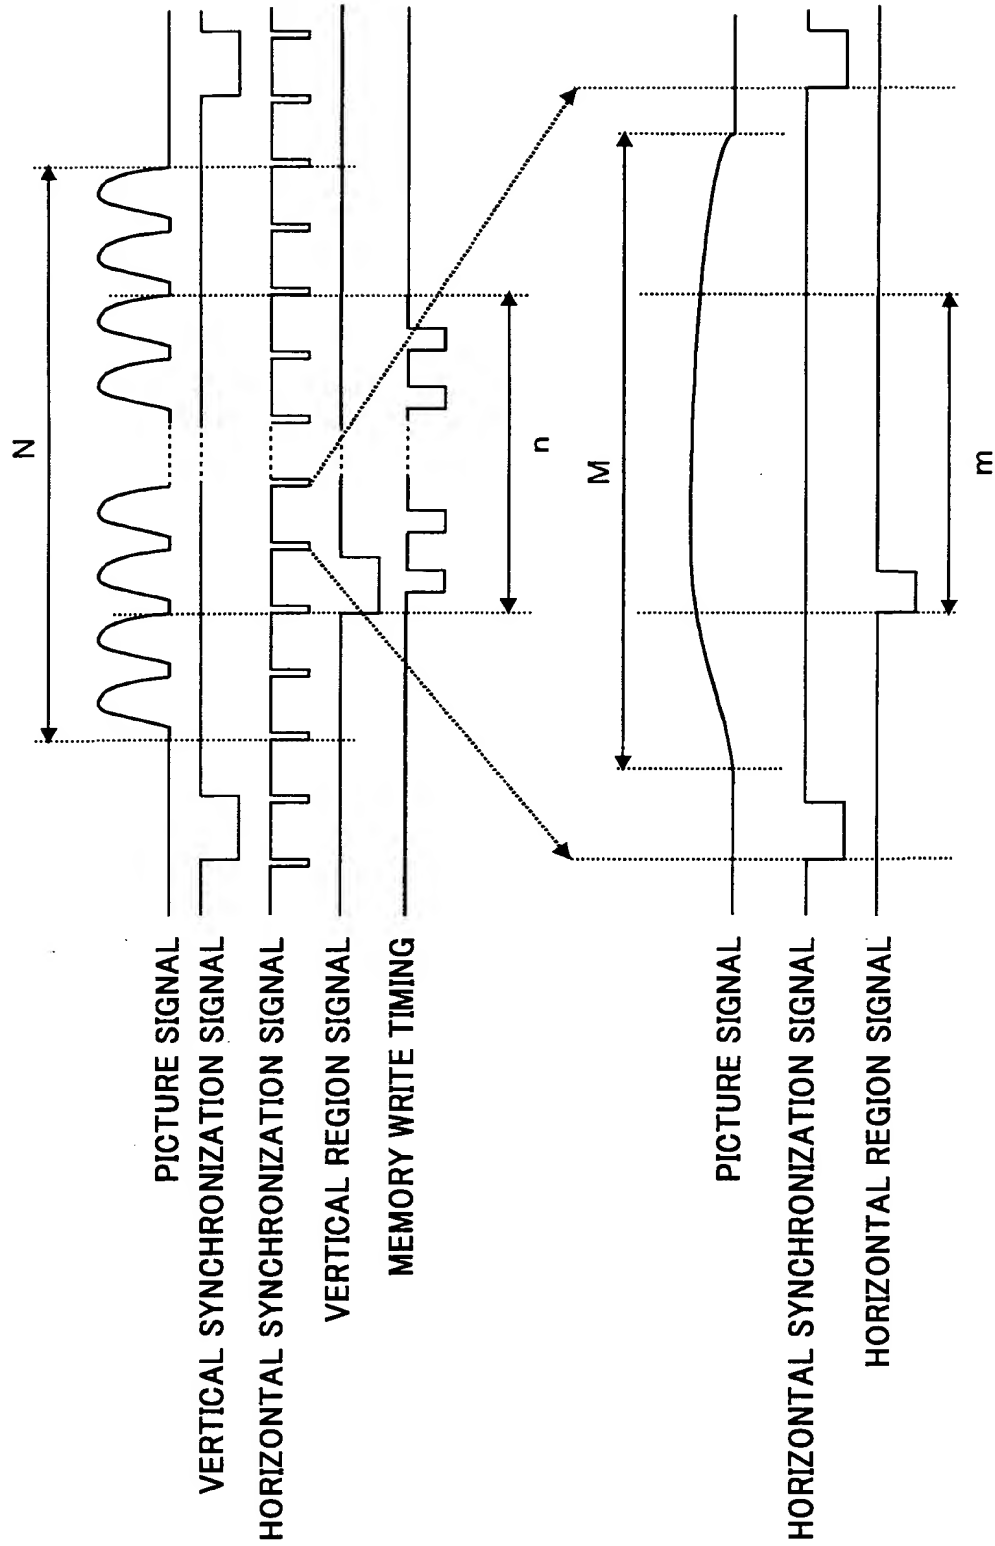 N
PICTURE SIGNAL
VERTICAL SYNCHRONIZATION SIGNAL
HORIZONTAL SYNCHRONIZATION SIGNAL
VERTICAL REGION SIGNAL
MEMORY WRITE TIMING
n
M
PICTURE SIGNAL
HORIZONTAL SYNCHRONIZATION SIGNAL
HORIZONTAL REGION SIGNAL
m